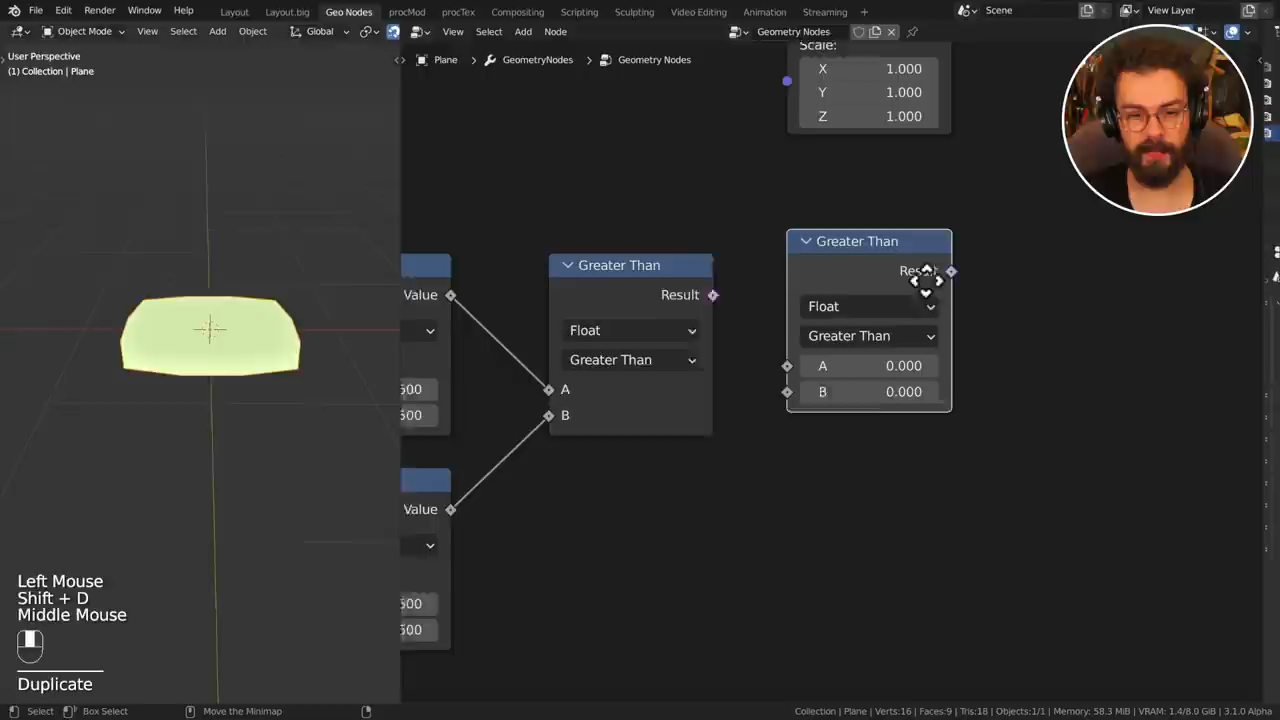 File Edit Render Window Help Layout Layout.big Geo Nodes procMod procTex Compositing Scripting Sculpting Video Editing Animation Streaming + Scene View Layer
Object Mode View Select Add Object Global View Select Add Node Geometry Nodes
User Perspective
(1) Collection | Plane
Plane > GeometryNodes > Geometry Nodes
Scale:
X 1.000
Y 1.000
Z 1.000
Greater Than
Result
Float
Greater Than
A 0.000
B 0.000
Greater Than
Result
Float
Greater Than
A
B
Value
500
500
Value
500
500
Left Mouse
Shift + D
Middle Mouse
Duplicate
Select Box Select Move the Minimap Collection | Plane | Verts:16 | Faces:9 | Tris:18 | Objects:1/1 | Memory: 58.3 MiB | VRAM: 1.4/8.0 GiB | 3.1.0 Alpha